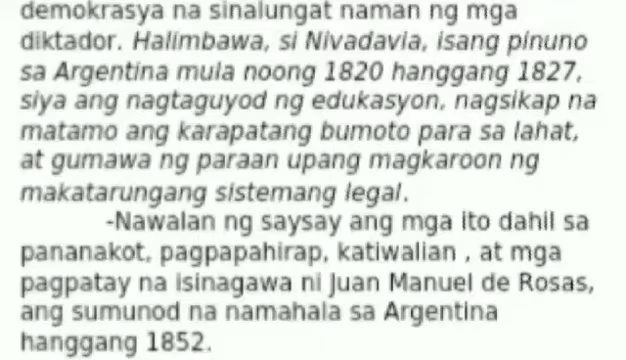 demokrasya na sinalungat naman ng mga
diktador. Halimbawa, si Nivadavia, isang pinuno
sa Argentina mula noong 1820 hanggang 1827,
siya ang nagtaguyod ng edukasyon, nagsikap na
matamo ang karapatang bumoto para sa lahat,
at gumawa ng paraan upang magkaroon ng
makatarungang sistemang legal.
-Nawalan ng saysay ang mga ito dahil sa
pananakot, pagpapahirap, katiwalian , at mga
pagpatay na isinagawa ni Juan Manuel de Rosas,
ang sumunod na namahala sa Argentina
hanggang 1852.